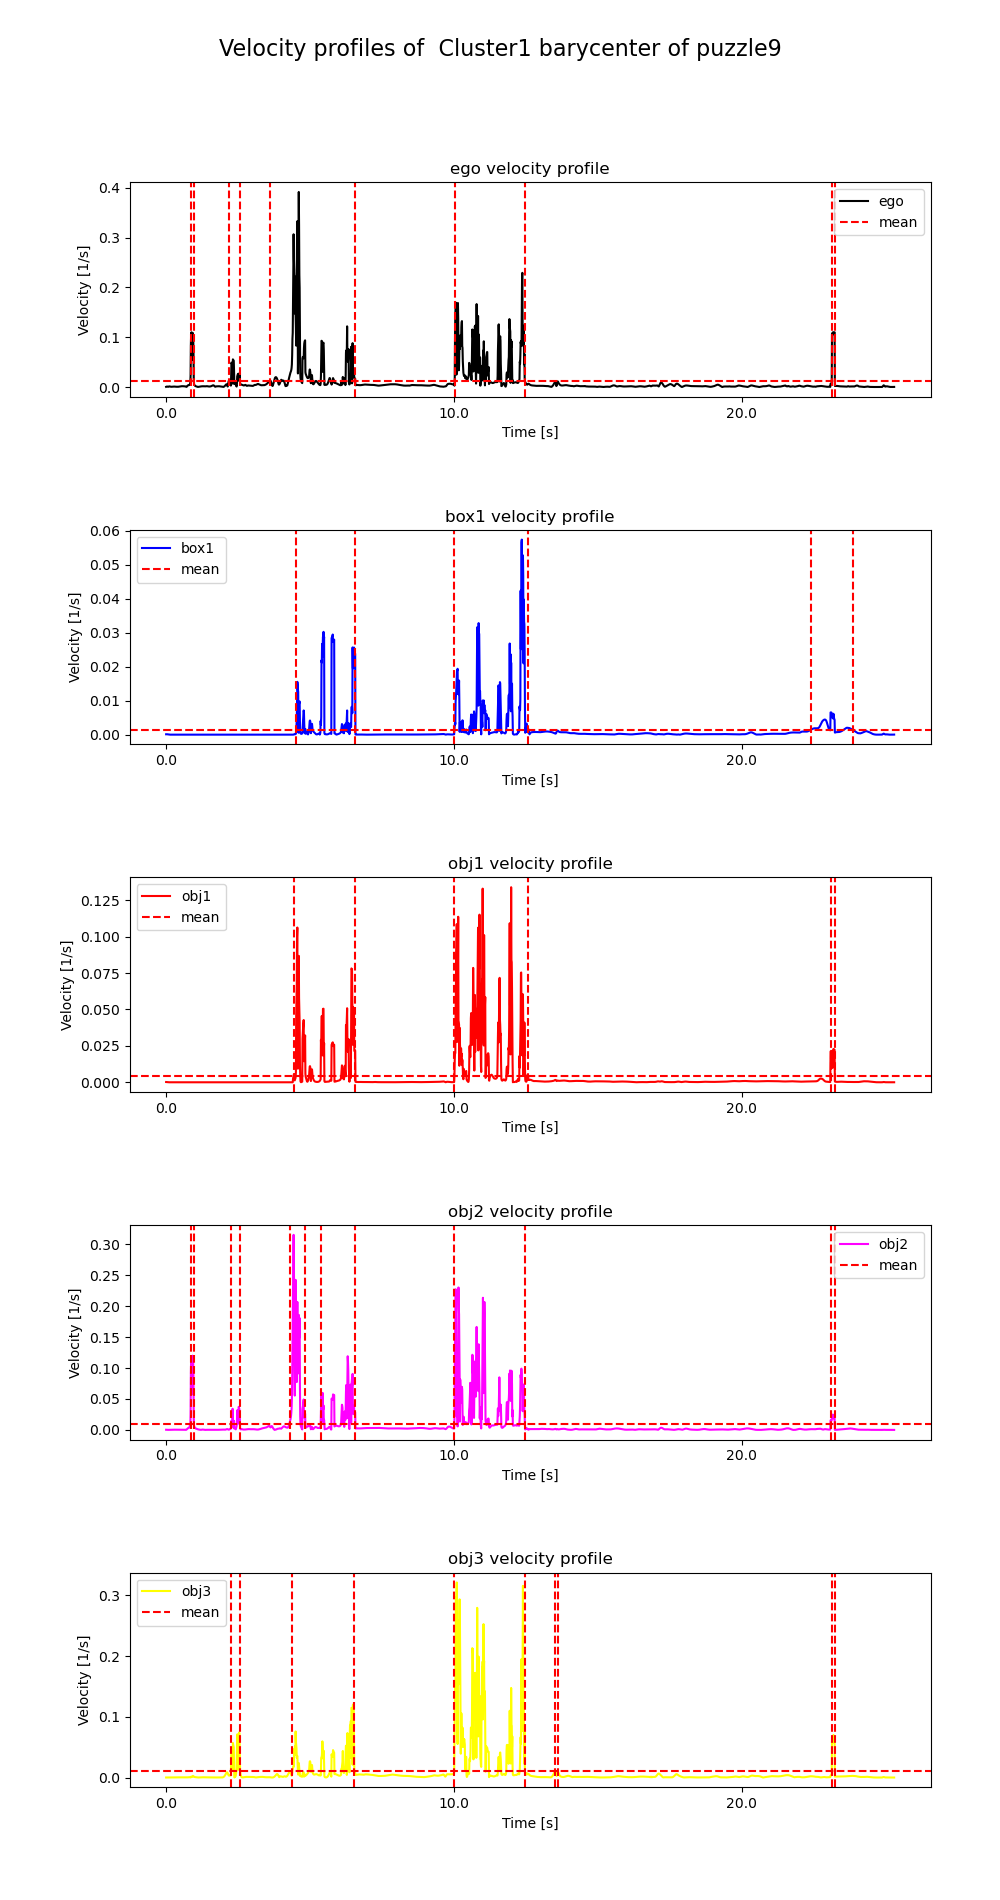 Velocity profiles of  Cluster1 barycenter of puzzle9
ego velocity profile
0.4
0.3
0.2
0.1
0.0
Velocity [1/s]
ego
mean
0.0 10.0 20.0
Time [s]
box1 velocity profile
0.06
0.05
0.04
0.03
0.02
0.01
0.00
Velocity [1/s]
box1
mean
0.0 10.0 20.0
Time [s]
obj1 velocity profile
0.125
0.100
0.075
0.050
0.025
0.000
Velocity [1/s]
obj1
mean
0.0 10.0 20.0
Time [s]
obj2 velocity profile
0.30
0.25
0.20
0.15
0.10
0.05
0.00
Velocity [1/s]
obj2
mean
0.0 10.0 20.0
Time [s]
obj3 velocity profile
0.3
0.2
0.1
0.0
Velocity [1/s]
obj3
mean
0.0 10.0 20.0
Time [s]